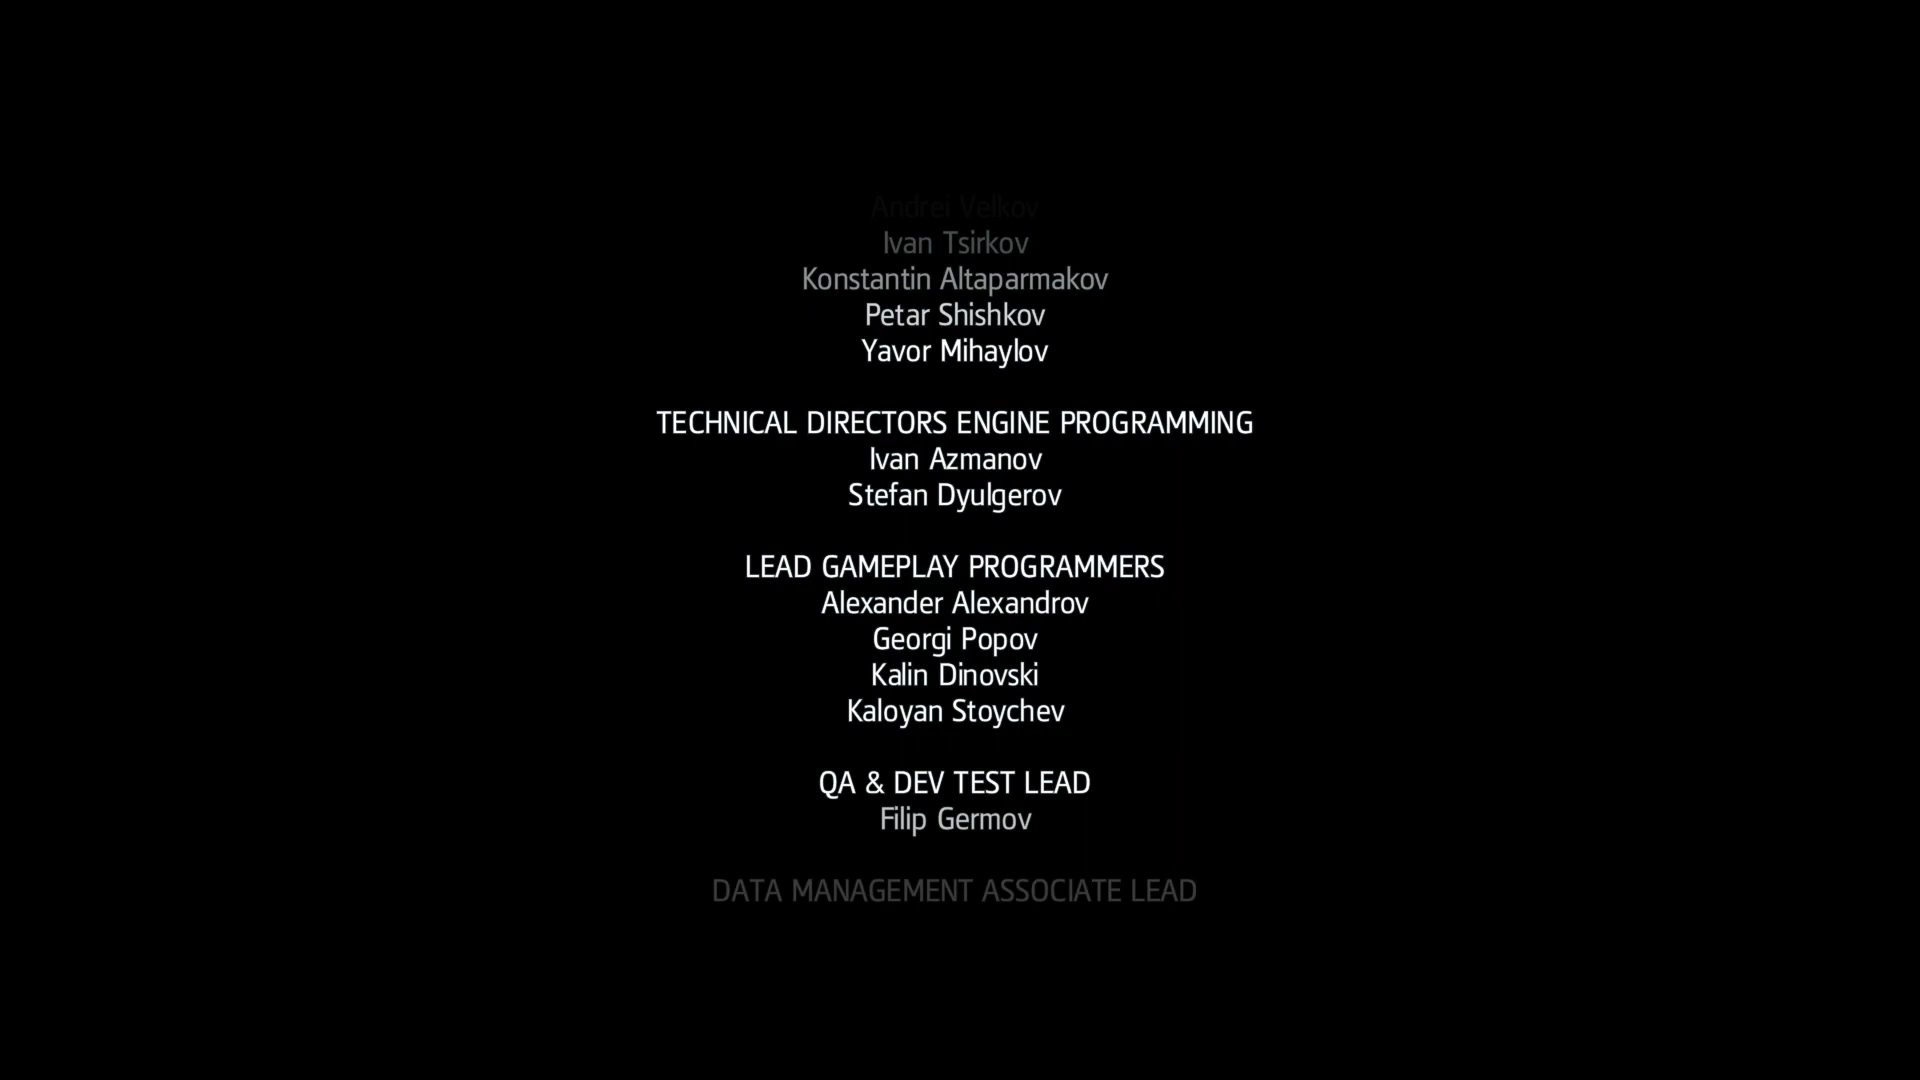 Andrei Velkov
Ivan Tsirkov
Konstantin Altaparmakov
Petar Shishkov
Yavor Mihaylov
TECHNICAL DIRECTORS ENGINE PROGRAMMING
Ivan Azmanov
Stefan Dyulgerov
LEAD GAMEPLAY PROGRAMMERS
Alexander Alexandrov
Georgi Popov
Kalin Dinovski
Kaloyan Stoychev
QA & DEV TEST LEAD
Filip Germov
DATA MANAGEMENT ASSOCIATE LEAD